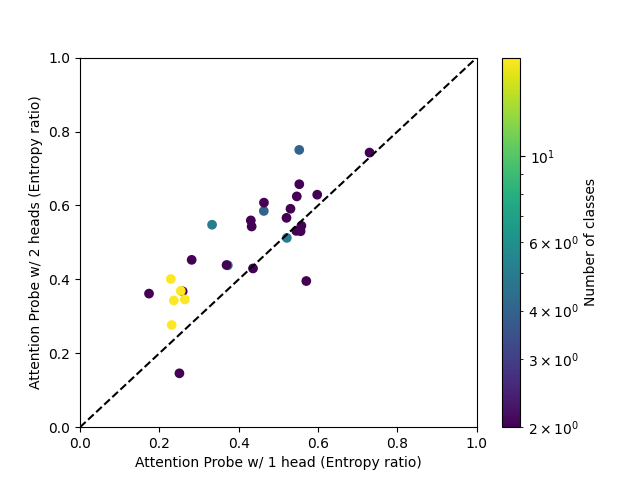 1.0
0.8
0.6
0.4
0.2
0.0
0.0 0.2 0.4 0.6 0.8 1.0
Attention Probe w/ 1 head (Entropy ratio)
Attention Probe w/ 2 heads (Entropy ratio)
10¹
6 × 10⁰
4 × 10⁰
3 × 10⁰
2 × 10⁰
Number of classes